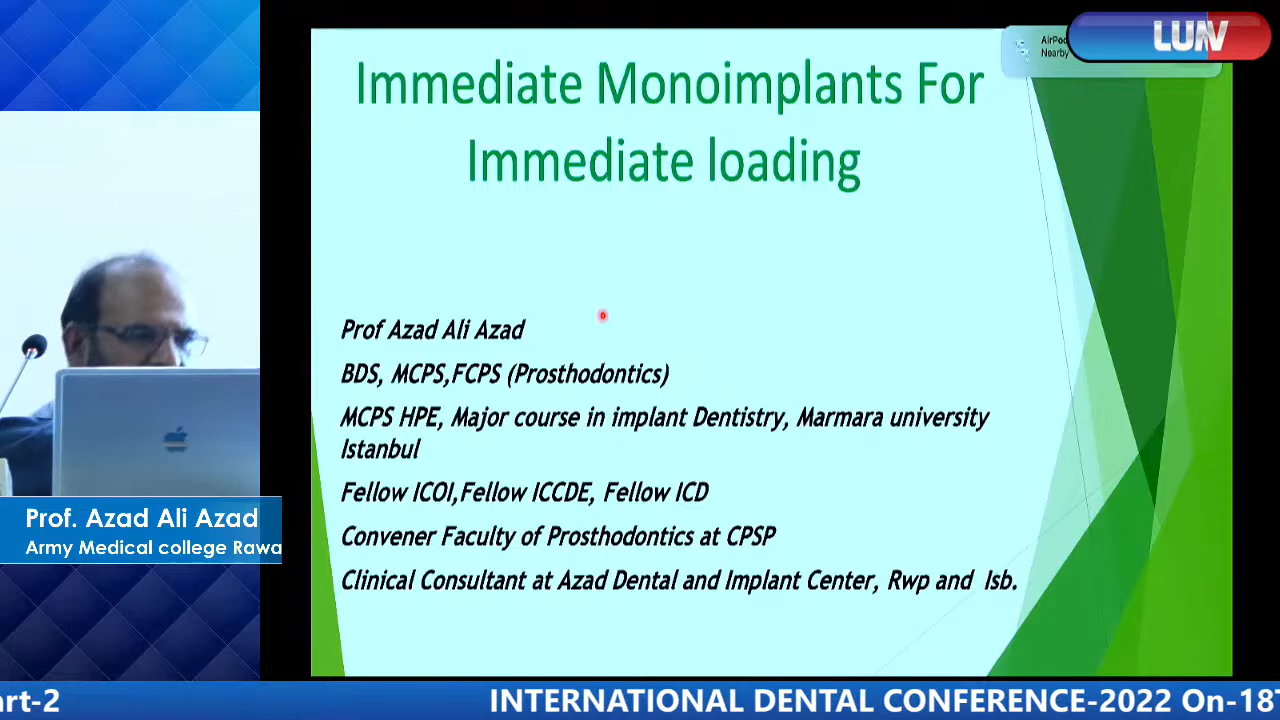 LUN
AirPod
Nearby
Immediate Monoimplants For
Immediate loading
Prof Azad Ali Azad
BDS, MCPS,FCPS (Prosthodontics)
MCPS HPE, Major course in implant Dentistry, Marmara university
Istanbul
Fellow ICOI,Fellow ICCDE, Fellow ICD
Convener Faculty of Prosthodontics at CPSP
Clinical Consultant at Azad Dental and Implant Center, Rwp and Isb.
Prof. Azad Ali Azad
Army Medical college Rawa
art-2 INTERNATIONAL DENTAL CONFERENCE-2022 On-18T